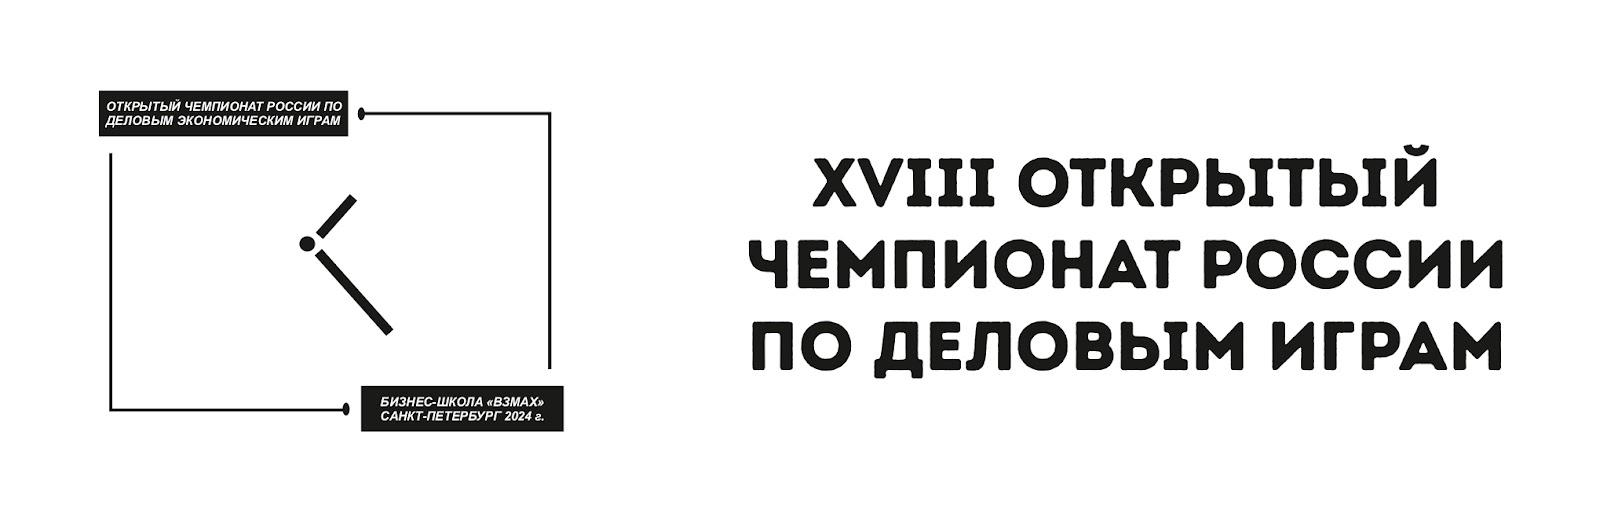 ОТКРЫТЫЙ ЧЕМПИОНАТ РОССИИ ПО
ДЕЛОВЫМ ЭКОНОМИЧЕСКИМ ИГРАМ
БИЗНЕС-ШКОЛА «ВЗМАХ»
САНКТ-ПЕТЕРБУРГ 2024 г.
XVIII ОТКРЫТЫЙ
ЧЕМПИОНАТ РОССИИ
ПО ДЕЛОВЫМ ИГРАМ